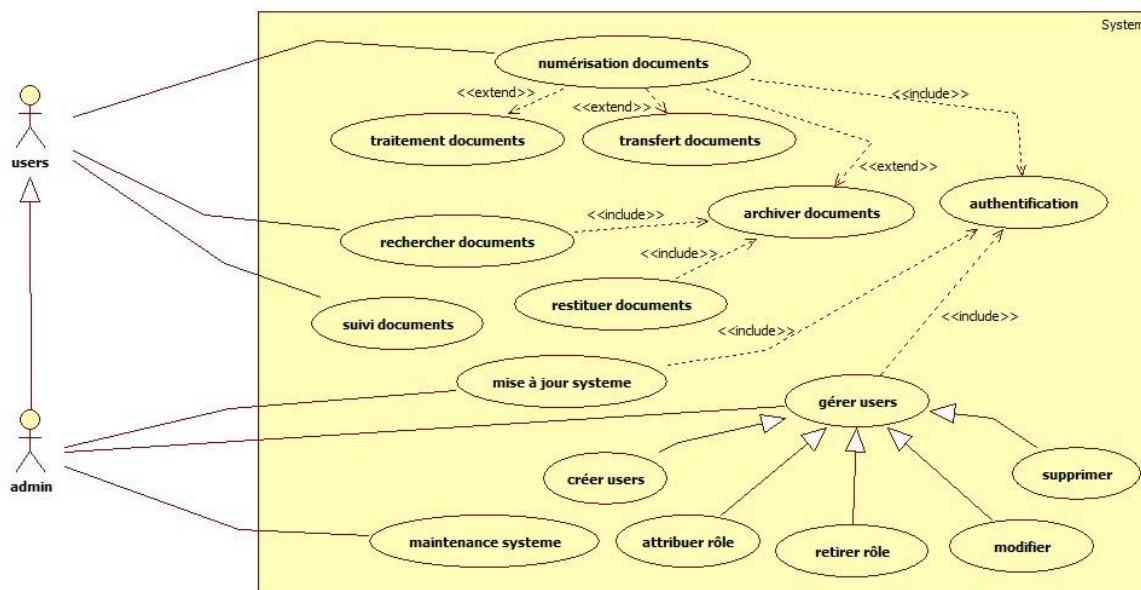 System
numérisation documents
<<extend>>
<<include>>
<<extend>>
traitement documents
transfert documents
users
<<extend>>
authentification
archiver documents
<<include>>
rechercher documents
<<include>>
restituer documents
suivi documents
<<include>>
<<include>>
mise à jour systeme
gérer users
créer users
supprimer
admin
maintenance systeme
attribuer rôle
retirer rôle
modifier